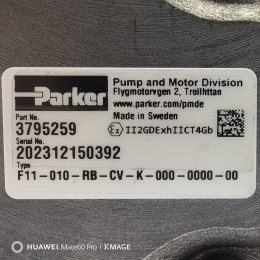 Parker
Pump and Motor Division
Flygmotorvgen 2, Trollhttan
www.parker.com/pmde
Made in Sweden
Part No.
3795259
Ex II2GDExhIICT4Gb
Serial No.
202312150392
Type
F11-010-RB-CV-K-000-0000-00
HUAWEI Mate60 Pro | XMAGE